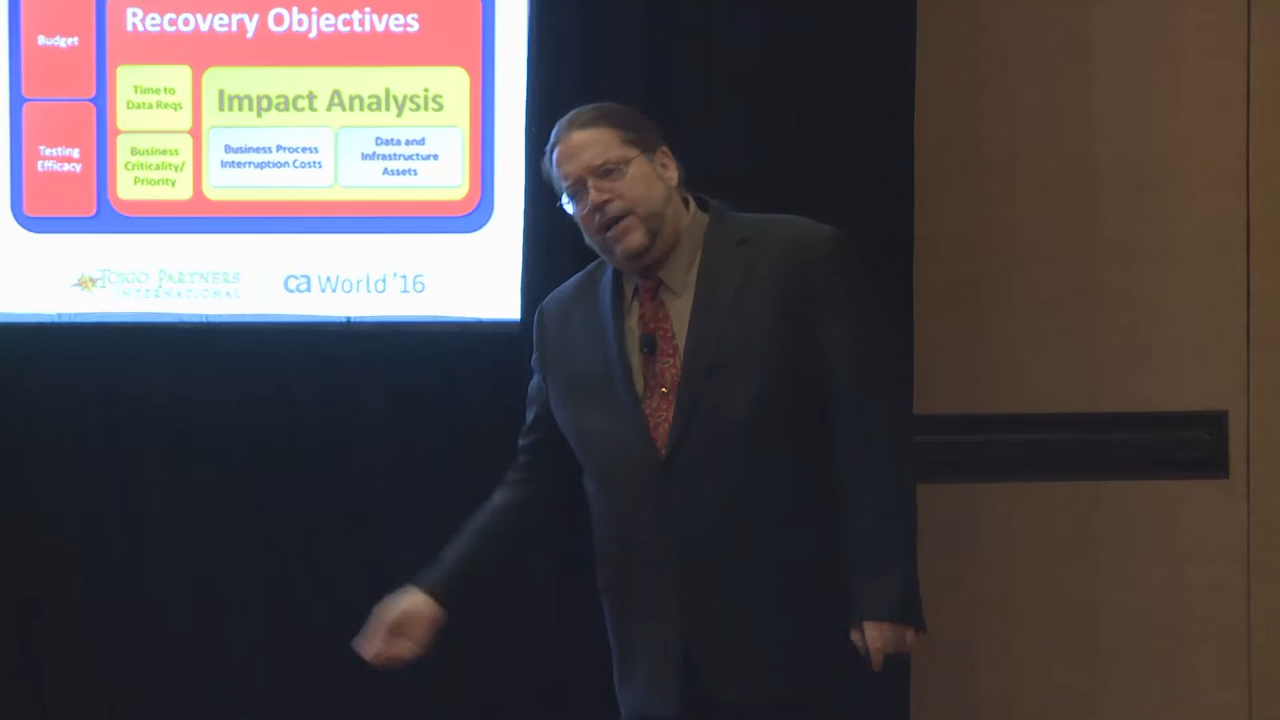 Recovery Objectives
Budget
Time to
Data Reqs
Impact Analysis
Testing
Efficacy
Business
Criticality/
Priority
Business Process
Interruption Costs
Data and
Infrastructure
Assets
TOIGO PARTNERS
INTERNATIONAL
ca World '16